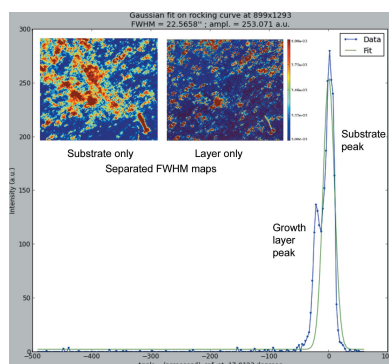 Gaussian fit on rocking curve at 899x1293
FWHM = 22.5658'' ; ampl. = 253.071 a.u.
Data
Fit
Substrate only
Layer only
Separated FWHM maps
Substrate
peak
Growth
layer
peak
Intensity (a.u.)
300
250
200
150
100
50
0
-500
-400
-300
-200
-100
0